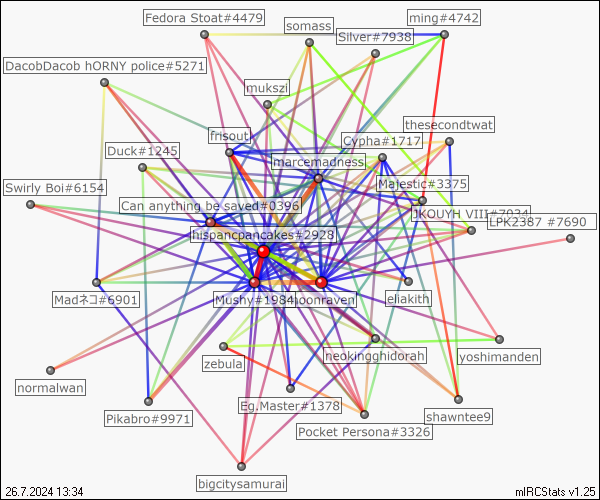 Fedora Stoat#4479
ming#4742
somass
Silver#7938
DacobDacob hORNY police#5271
mukszi
thesecondtwat
frisout
Cypha#1717
Duck#1245
marcemadness
Majestic#3375
Swirly Boi#6154
Can anything be saved#0396
JKOUYH VIII#7034
LPK2387 #7690
hispancpancakes#2928
Madネコ#6901
Mushy#1984
moonraven
eliakith
zebula
neokingghidorah
yoshimanden
normalwan
Eg.Master#1378
Pikabro#9971
shawntee9
Pocket Persona#3326
bigcitysamurai
26.7.2024 13:34
mIRCStats v1.25